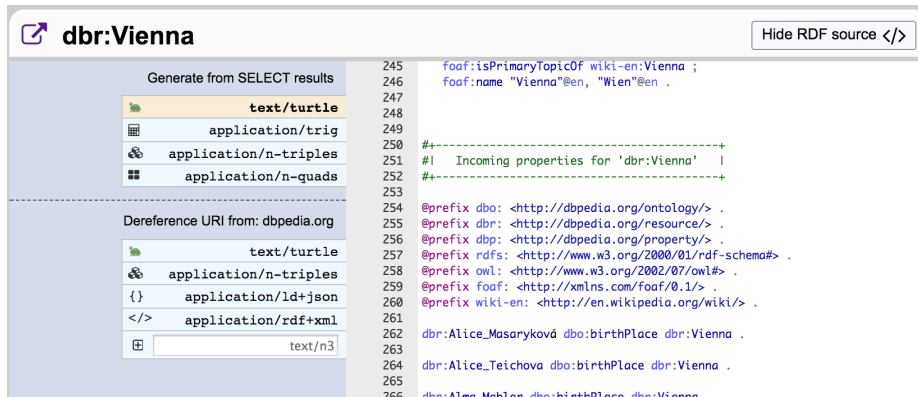 dbr:Vienna
Hide RDF source </>
Generate from SELECT results
text/turtle
application/trig
application/n-triples
application/n-quads
Dereference URI from: dbpedia.org
text/turtle
application/n-triples
{} application/ld+json
</> application/rdf+xml
text/n3
245 foaf:isPrimaryTopicOf wiki-en:Vienna ;
246 foaf:name "Vienna"@en, "Wien"@en .
247
248
249
250 #+------------------------------------------+
251 #| Incoming properties for 'dbr:Vienna' |
252 #+------------------------------------------+
253
254 @prefix dbo: <http://dbpedia.org/ontology/> .
255 @prefix dbr: <http://dbpedia.org/resource/> .
256 @prefix dbp: <http://dbpedia.org/property/> .
257 @prefix rdfs: <http://www.w3.org/2000/01/rdf-schema#> .
258 @prefix owl: <http://www.w3.org/2002/07/owl#> .
259 @prefix foaf: <http://xmlns.com/foaf/0.1/> .
260 @prefix wiki-en: <http://en.wikipedia.org/wiki/> .
261
262 dbr:Alice_Masaryková dbo:birthPlace dbr:Vienna .
263
264 dbr:Alice_Teichova dbo:birthPlace dbr:Vienna .
265
266 dbr:Alma_Mahler dbo:birthPlace dbr:Vienna